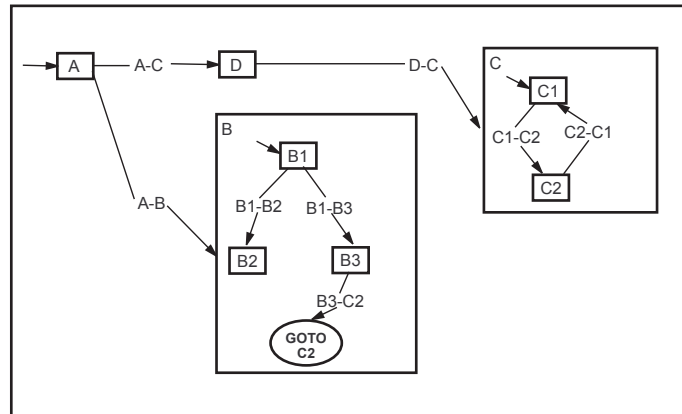 A
A-C
D
D-C
C
C1
C1-C2
C2-C1
C2
A-B
B
B1
B1-B2
B1-B3
B2
B3
B3-C2
GOTO
C2